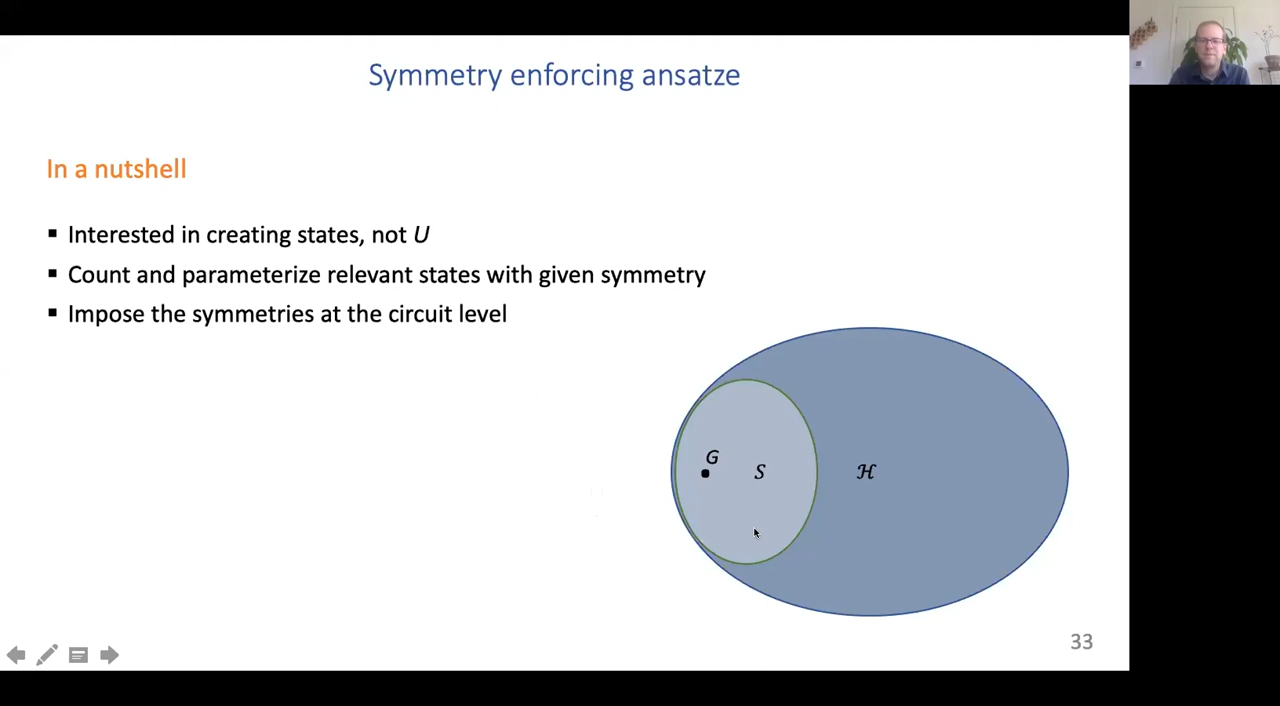 Symmetry enforcing ansatze
In a nutshell
▪ Interested in creating states, not U
▪ Count and parameterize relevant states with given symmetry
▪ Impose the symmetries at the circuit level
G
S
ℋ
33